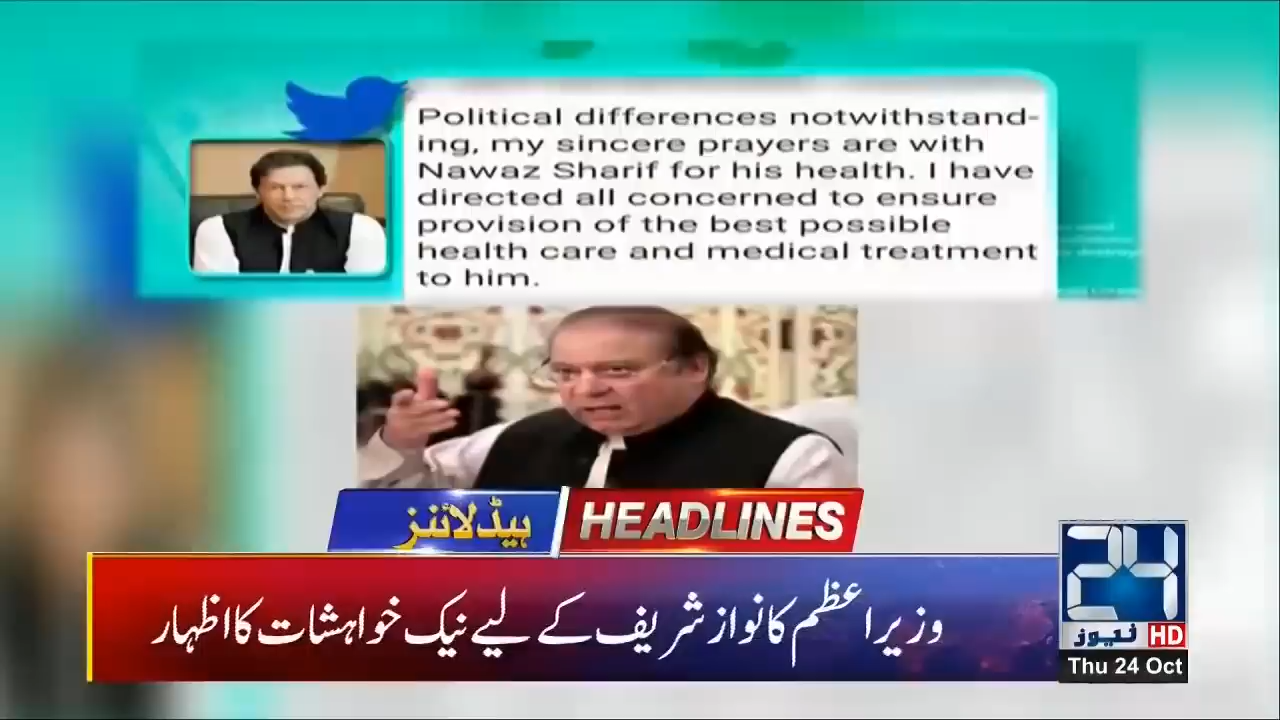 Political differences notwithstand-
ing, my sincere prayers are with
Nawaz Sharif for his health. I have
directed all concerned to ensure
provision of the best possible
health care and medical treatment
to him.
ہیڈلائنز
HEADLINES
وزیراعظم کا نواز شریف کے لیے نیک خواہشات کا اظہار
24
نیوز HD
Thu 24 Oct